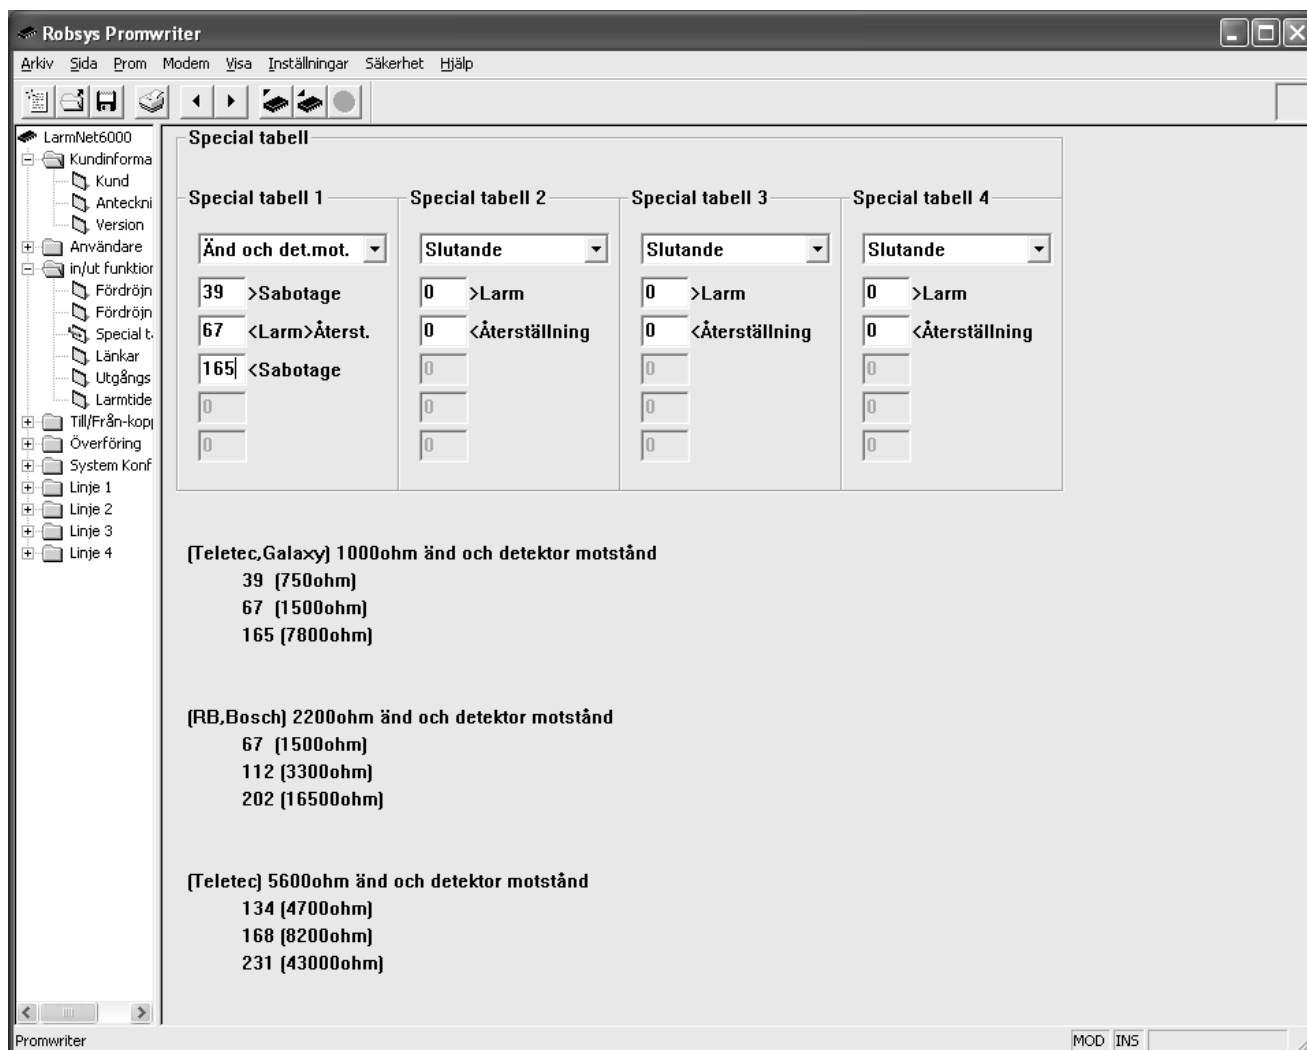 Robsys Promwriter
Arkiv Sida Prom Modem Visa Inställningar Säkerhet Hjälp
LarmNet6000
Kundinforma
Kund
Anteckni
Version
Användare
in/ut funktion
Fördröjn
Fördröjn
Special t
Länkar
Utgångs
Larmtide
Till/Från-kopp
Överföring
System Konf
Linje 1
Linje 2
Linje 3
Linje 4
Special tabell
Special tabell 1 Special tabell 2 Special tabell 3 Special tabell 4
Änd och det.mot. Slutande Slutande Slutande
39 >Sabotage 0 >Larm 0 >Larm 0 >Larm
67 <Larm>Återst. 0 <Återställning 0 <Återställning 0 <Återställning
165 <Sabotage 0 0 0
0 0 0 0
0 0 0 0
(Teletec,Galaxy) 1000ohm änd och detektor motstånd
39 (750ohm)
67 (1500ohm)
165 (7800ohm)
(RB,Bosch) 2200ohm änd och detektor motstånd
67 (1500ohm)
112 (3300ohm)
202 (16500ohm)
(Teletec) 5600ohm änd och detektor motstånd
134 (4700ohm)
168 (8200ohm)
231 (43000ohm)
Promwriter MOD INS